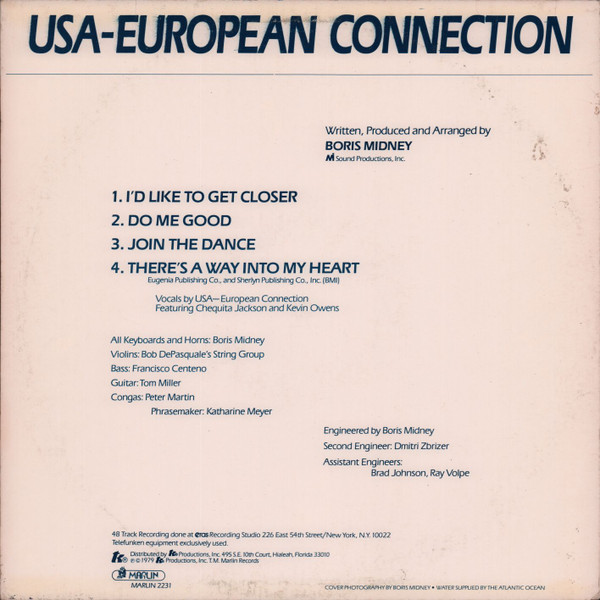 USA-EUROPEAN CONNECTION
Written, Produced and Arranged by
BORIS MIDNEY
M Sound Productions, Inc.
1. I'D LIKE TO GET CLOSER
2. DO ME GOOD
3. JOIN THE DANCE
4. THERE'S A WAY INTO MY HEART
Eugenia Publishing Co., and Sherlyn Publishing Co., Inc. (BMI)
Vocals by USA—European Connection
Featuring Chequita Jackson and Kevin Owens
All Keyboards and Horns: Boris Midney
Violins: Bob DePasquale's String Group
Bass: Francisco Centeno
Guitar: Tom Miller
Congas: Peter Martin
Phrasemaker: Katharine Meyer
Engineered by Boris Midney
Second Engineer: Dmitri Zbrizer
Assistant Engineers:
Brad Johnson, Ray Volpe
48 Track Recording done at eras Recording Studio 226 East 54th Street/New York, N.Y. 10022
Telefunken equipment exclusively used.
Distributed by TK Productions, Inc. 495 S.E. 10th Court, Hialeah, Florida 33010
℗ © 1979 TK Productions, Inc. T.M. Marlin Records
MARLIN
MARLIN 2231
COVER PHOTOGRAPHY BY BORIS MIDNEY • WATER SUPPLIED BY THE ATLANTIC OCEAN